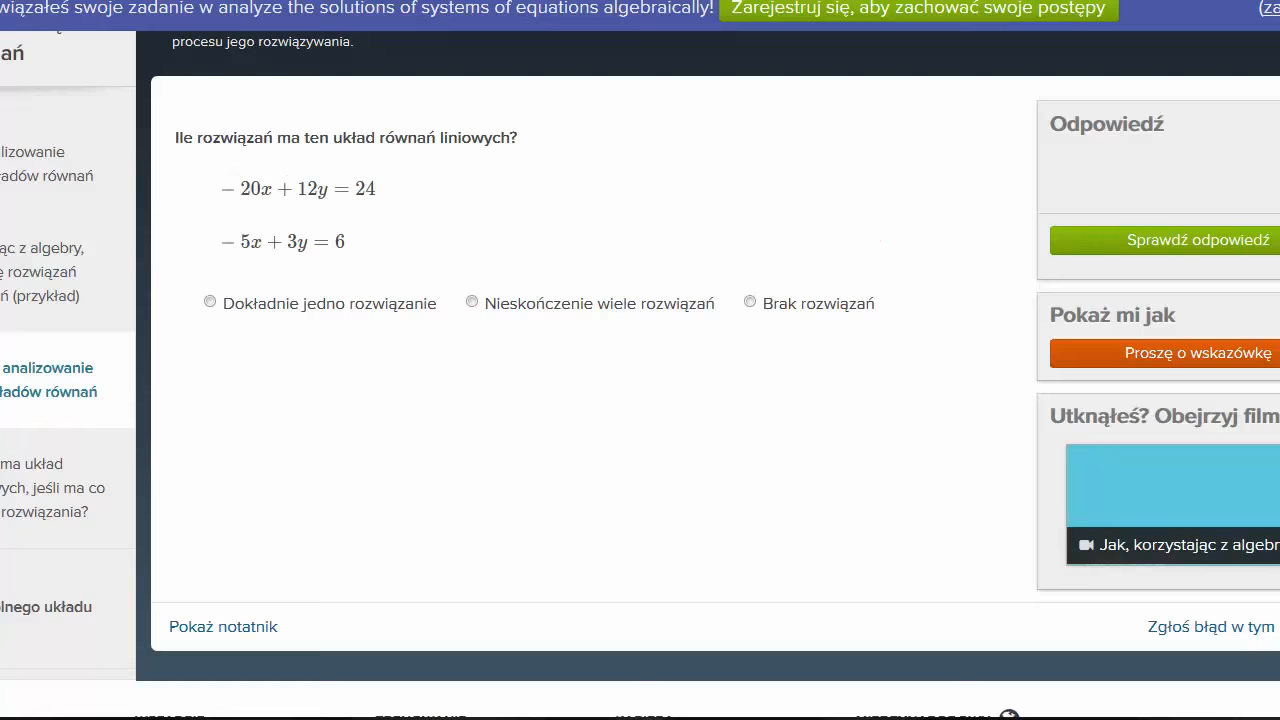 wiązałeś swoje zadanie w analyze the solutions of systems of equations algebraically! Zarejestruj się, aby zachować swoje postępy (za
ań
procesu jego rozwiązywania.
lizowanie
ładów równań
ąc z algebry,
ę rozwiązań
ń (przykład)
analizowanie
ładów równań
ma układ
ych, jeśli ma co
rozwiązania?
olnego układu
Ile rozwiązań ma ten układ równań liniowych?
− 20x + 12y = 24
− 5x + 3y = 6
Dokładnie jedno rozwiązanie Nieskończenie wiele rozwiązań Brak rozwiązań
Odpowiedź
Sprawdź odpowiedź
Pokaż mi jak
Proszę o wskazówkę
Utknąłeś? Obejrzyj film
Jak, korzystając z algebr
Pokaż notatnik
Zgłoś błąd w tym